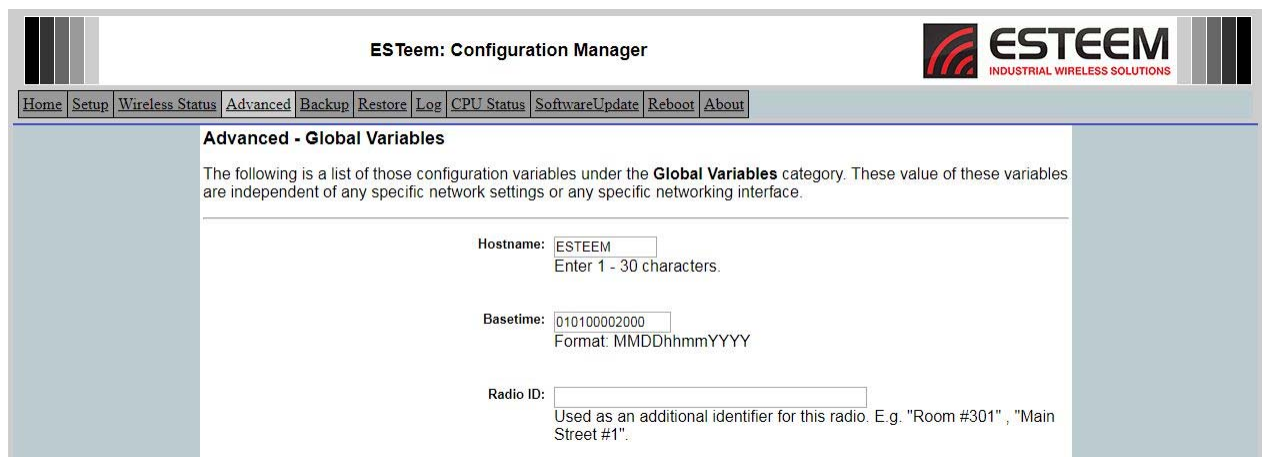 ESTeem: Configuration Manager
ESTEEM
INDUSTRIAL WIRELESS SOLUTIONS
Home Setup Wireless Status Advanced Backup Restore Log CPU Status SoftwareUpdate Reboot About
Advanced - Global Variables
The following is a list of those configuration variables under the Global Variables category. These value of these variables
are independent of any specific network settings or any specific networking interface.
Hostname: ESTEEM
Enter 1 - 30 characters.
Basetime: 010100002000
Format: MMDDhhmmYYYY
Radio ID:
Used as an additional identifier for this radio. E.g. "Room #301" , "Main
Street #1".